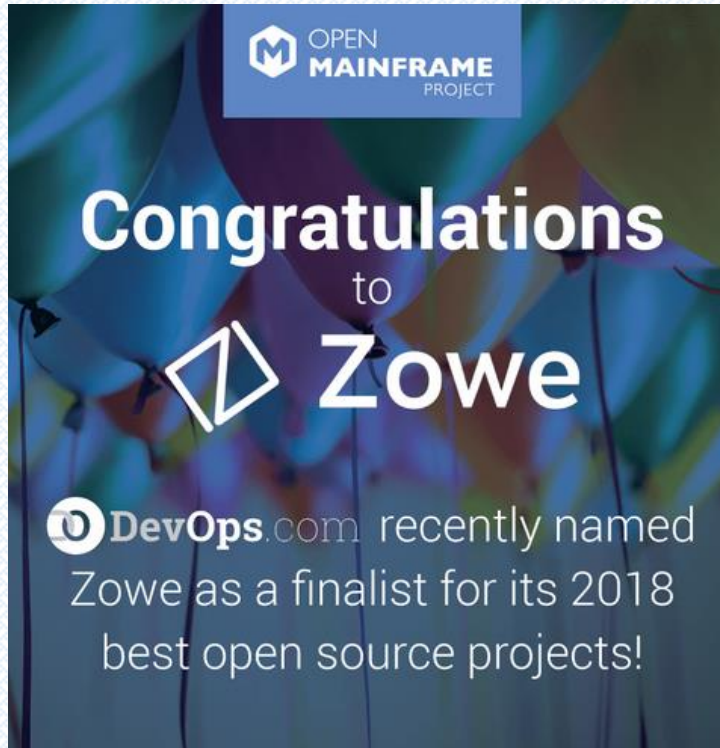 OPEN
MAINFRAME
PROJECT
Congratulations
to
Zowe
DevOps.com recently named
Zowe as a finalist for its 2018
best open source projects!